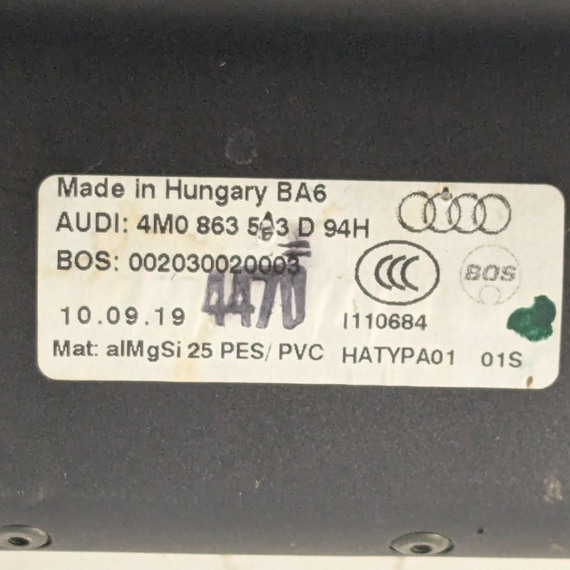 Made in Hungary BA6
AUDI: 4M0 863 D 94H
BOS: 002030020003
CCC
BOS
4470
10.09.19
I110684
Mat: alMgSi 25 PES/ PVC HATYPA01 01S